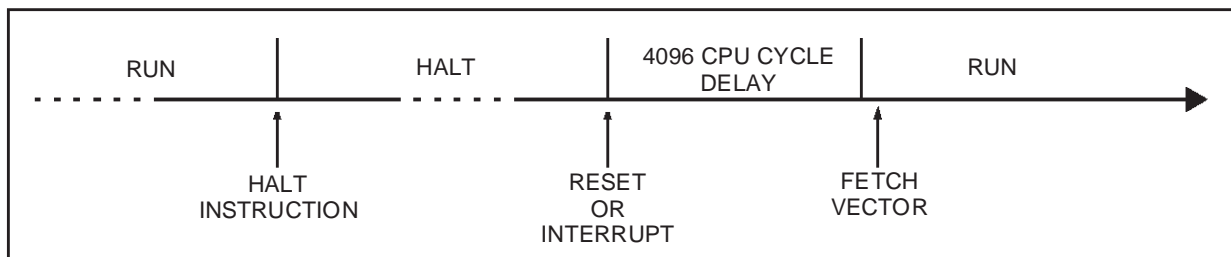 RUN
HALT
4096 CPU CYCLE
DELAY
RUN
HALT
INSTRUCTION
RESET
OR
INTERRUPT
FETCH
VECTOR